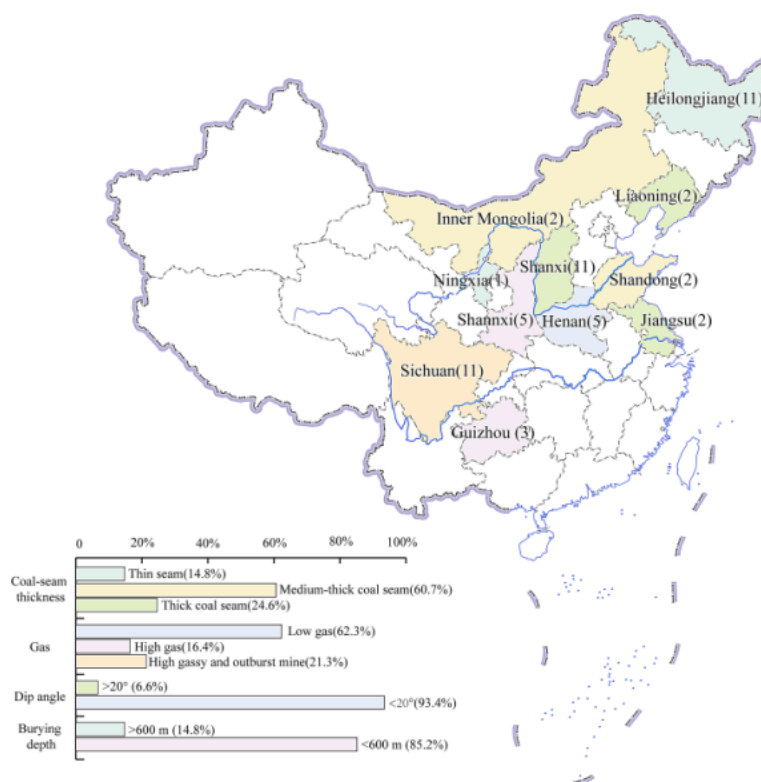 Heilongjiang(11)
Liaoning(2)
Inner Mongolia(2)
Shanxi(11)
Ningxia(1)
Shandong(2)
Shannxi(5)
Henan(5)
Jiangsu(2)
Sichuan(11)
Guizhou (3)
0 20% 40% 60% 80% 100%
Coal-seam
thickness
Thin seam(14.8%)
Medium-thick coal seam(60.7%)
Thick coal seam(24.6%)
Gas
Low gas(62.3%)
High gas(16.4%)
High gassy and outburst mine(21.3%)
Dip angle
>20° (6.6%)
<20°(93.4%)
Burying
depth
>600 m (14.8%)
<600 m (85.2%)